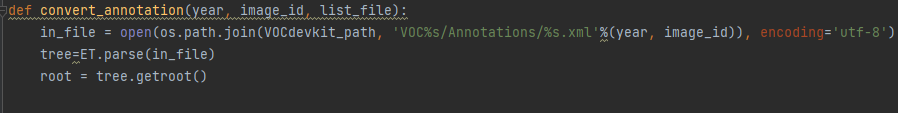 def convert_annotation(year, image_id, list_file):
    in_file = open(os.path.join(VOCdevkit_path, 'VOC%s/Annotations/%s.xml'%(year, image_id)), encoding='utf-8')
    tree=ET.parse(in_file)
    root = tree.getroot()